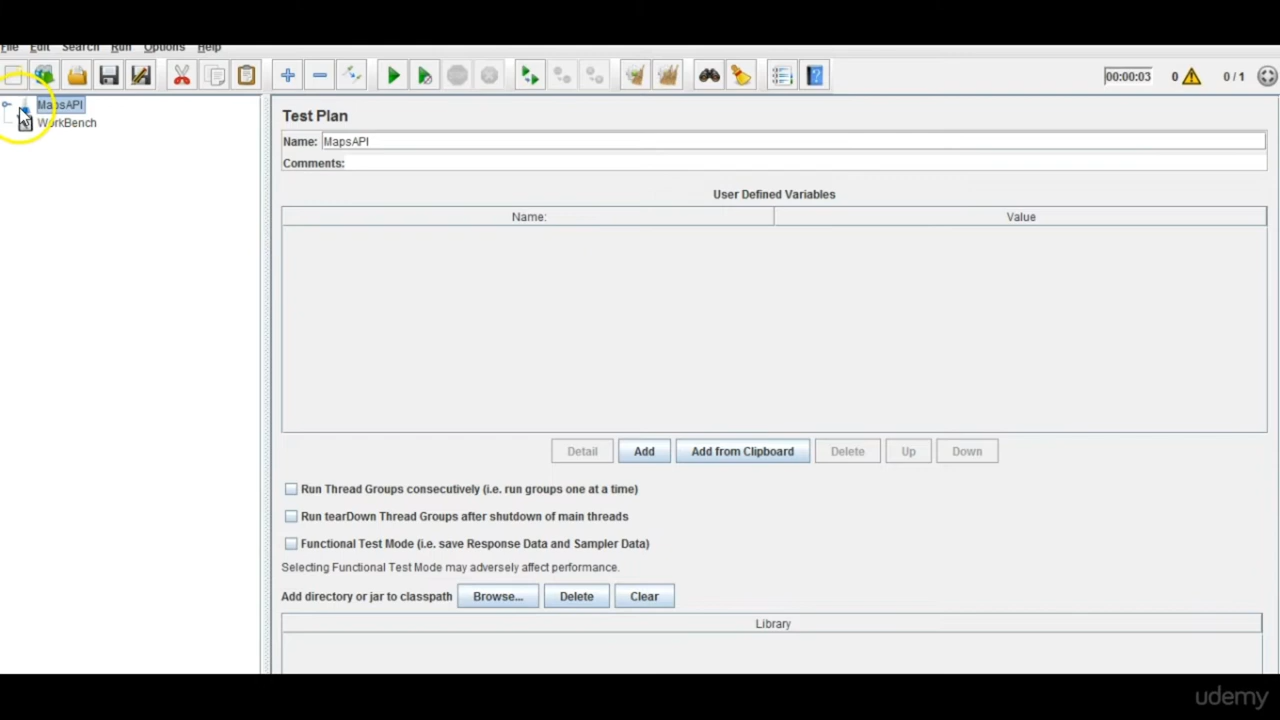 File Edit Search Run Options Help
00:00:03 0 0 / 1
MapsAPI
WorkBench
Test Plan
Name: MapsAPI
Comments:
User Defined Variables
Name: Value
Detail Add Add from Clipboard Delete Up Down
Run Thread Groups consecutively (i.e. run groups one at a time)
Run tearDown Thread Groups after shutdown of main threads
Functional Test Mode (i.e. save Response Data and Sampler Data)
Selecting Functional Test Mode may adversely affect performance.
Add directory or jar to classpath Browse... Delete Clear
Library
udemy